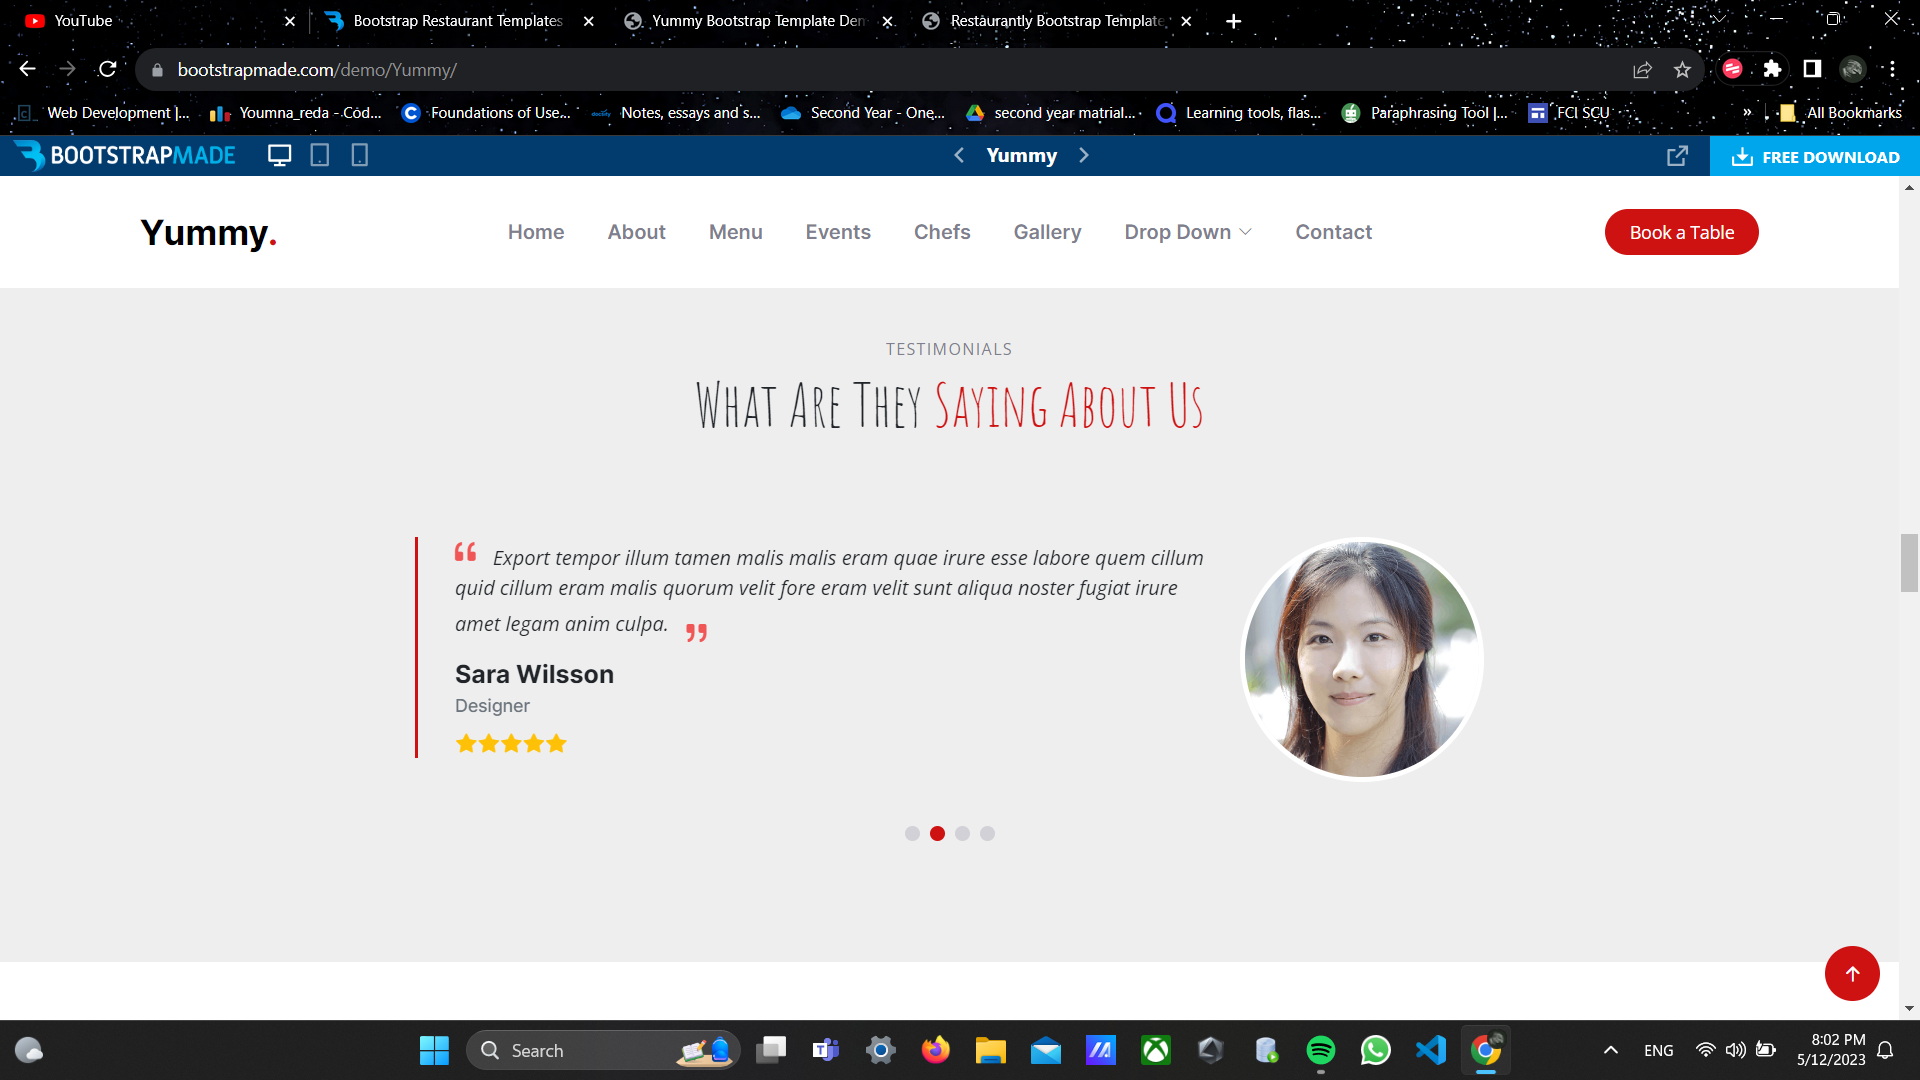 YouTube
Bootstrap Restaurant Templates
Yummy Bootstrap Template Den
Restaurantly Bootstrap Template
bootstrapmade.com/demo/Yummy/
Web Development |...
Youmna_reda - Cod...
Foundations of Use...
Notes, essays and s...
Second Year - One...
second year matrial...
Learning tools, flas...
Paraphrasing Tool |...
FCI SCU
»
All Bookmarks
BOOTSTRAPMADE
Yummy
FREE DOWNLOAD
Yummy.
Home
About
Menu
Events
Chefs
Gallery
Drop Down
Contact
Book a Table
TESTIMONIALS
What Are They Saying About Us
“ Export tempor illum tamen malis malis eram quae irure esse labore quem cillum
quid cillum eram malis quorum velit fore eram velit sunt aliqua noster fugiat irure
amet legam anim culpa. ”
Sara Wilsson
Designer
Search
ENG
8:02 PM
5/12/2023